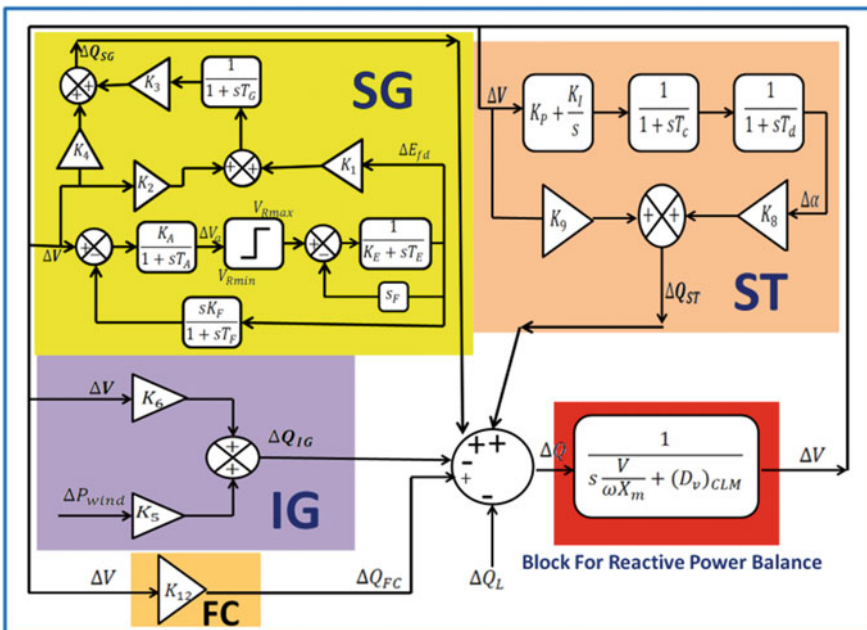 ΔQ_SG
SG
K_3
1 / (1 + sT_G)
K_4
K_2
K_1
ΔE_fd
ΔV
K_A / (1 + sT_A)
ΔV_a
V_Rmax
V_Rmin
1 / (K_E + sT_E)
s_F
sK_F / (1 + sT_F)
ΔV
K_P + K_I / s
1 / (1 + sT_c)
1 / (1 + sT_d)
K_9
K_8
Δα
ΔQ_ST
ST
ΔV
K_6
ΔQ_IG
ΔP_wind
K_5
IG
ΔV
K_12
FC
ΔQ_FC
+ +
-
+
-
ΔQ_L
ΔQ
1 / (s V / (ωX_m) + (D_v)_CLM)
ΔV
Block For Reactive Power Balance